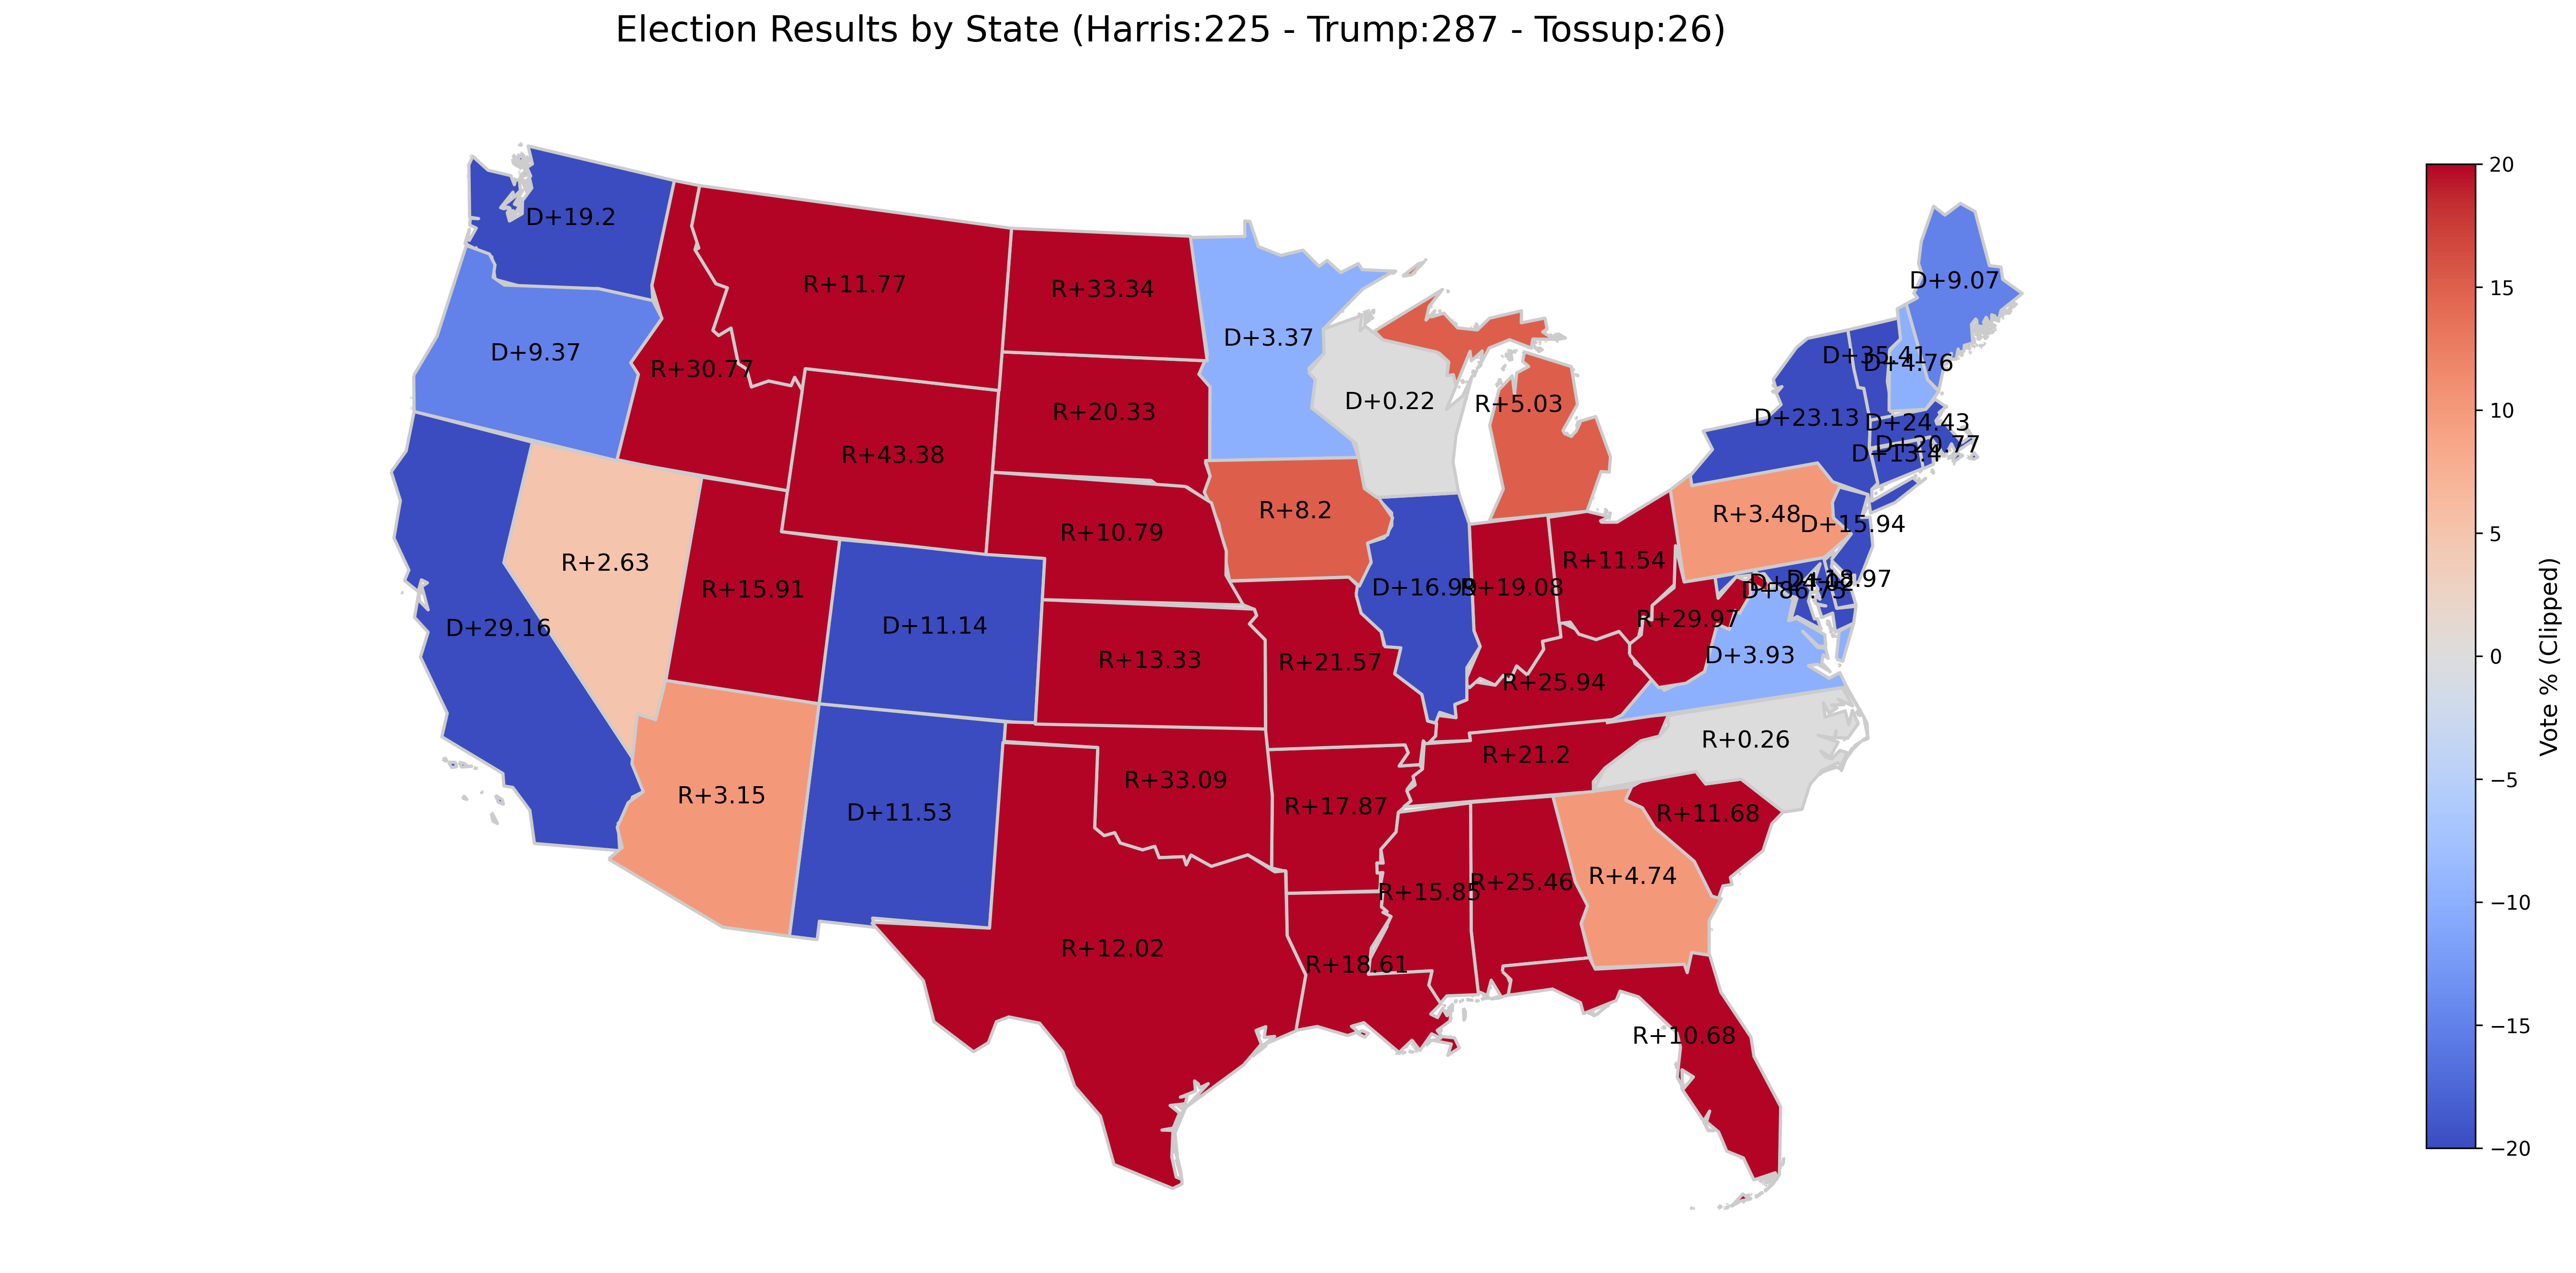 Election Results by State (Harris:225 - Trump:287 - Tossup:26)
D+19.2
R+11.77
R+33.34
D+9.07
D+3.37
D+9.37
R+30.77
D+35.41
D+4.76
R+20.33
D+0.22
R+5.03
D+23.13
D+24.43
D+20.77
D+13.4
R+43.38
R+8.2
R+3.48
D+15.94
R+10.79
R+2.63
R+11.54
R+15.91
D+16.99
R+19.08
D+86.75
R+29.97
D+29.16
D+11.14
D+3.93
R+13.33
R+21.57
R+25.94
R+0.26
R+21.2
R+33.09
R+3.15
R+17.87
D+11.53
R+11.68
R+4.74
R+15.85
R+25.46
R+12.02
R+18.61
R+10.68
20
15
10
5
0
−5
−10
−15
−20
Vote % (Clipped)